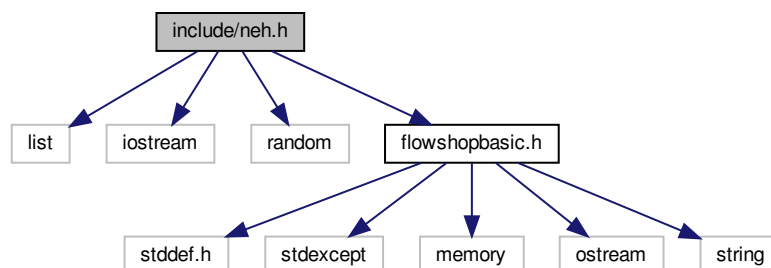 include/neh.h
list
iostream
random
flowshopbasic.h
stddef.h
stdexcept
memory
ostream
string